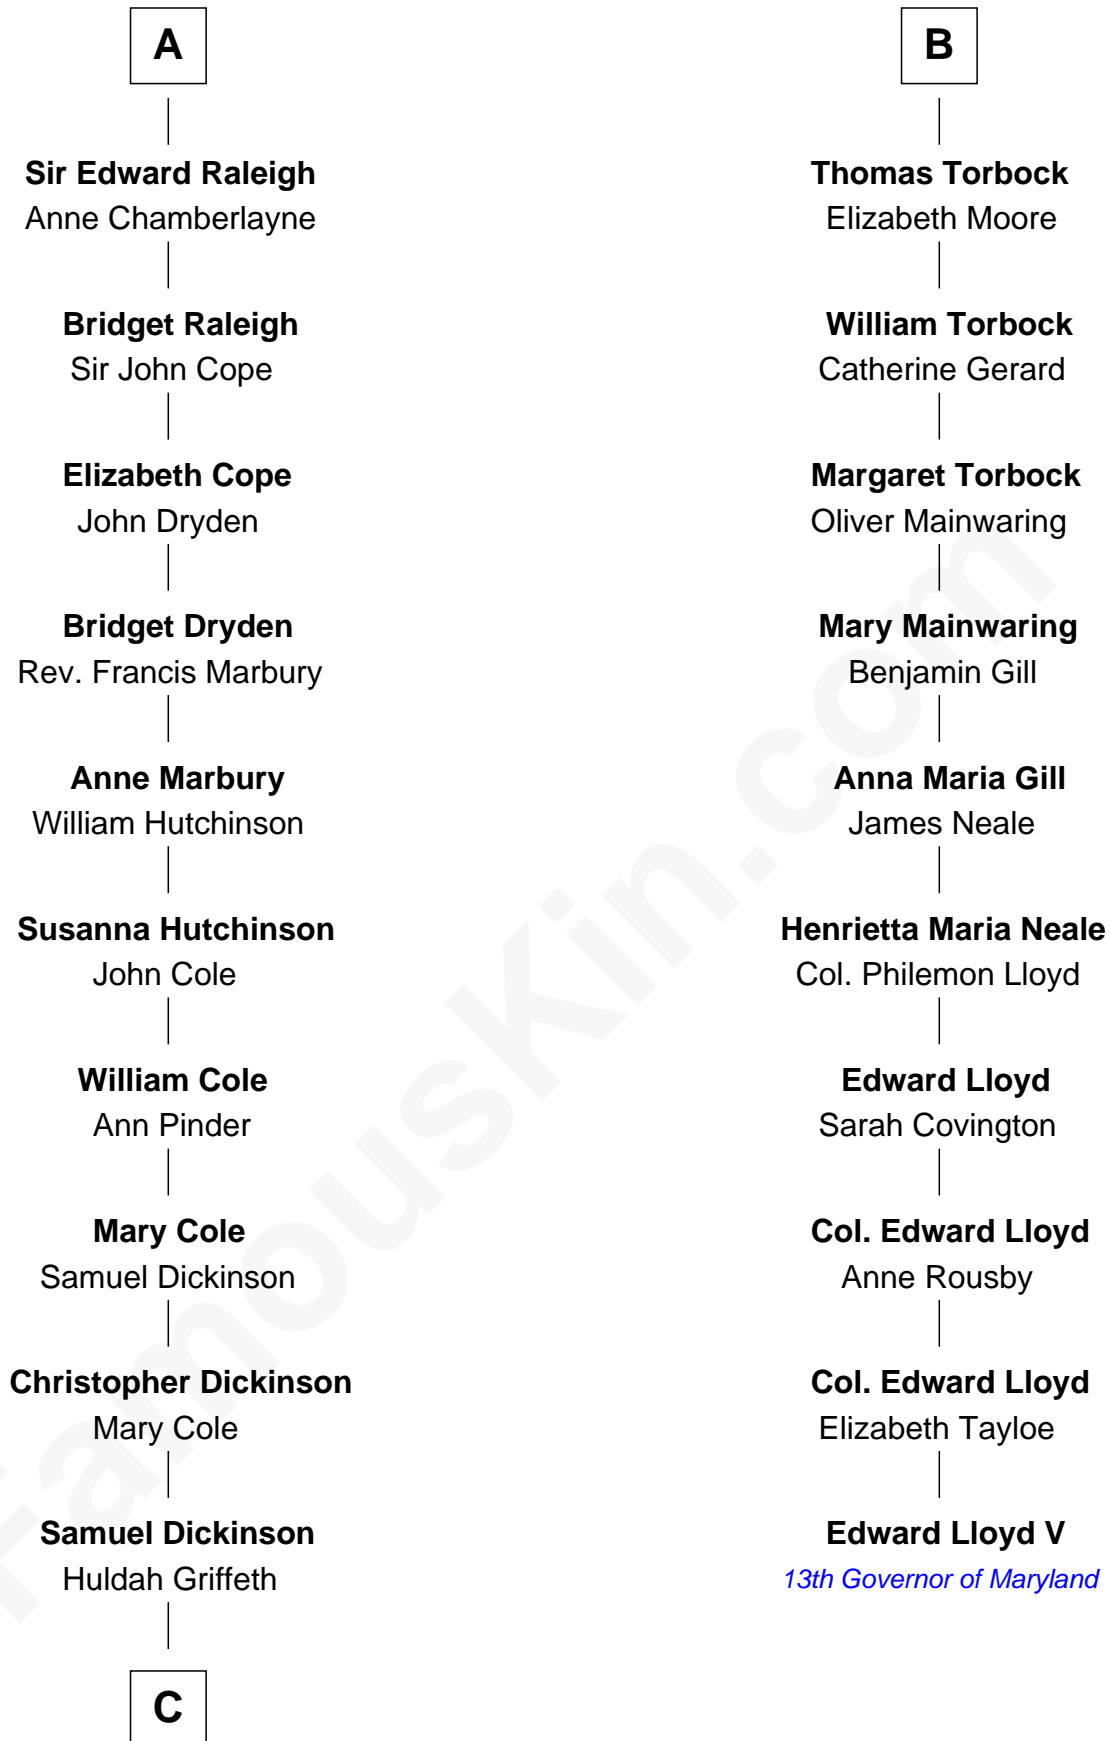 A
Sir Edward Raleigh
Anne Chamberlayne
Bridget Raleigh
Sir John Cope
Elizabeth Cope
John Dryden
Bridget Dryden
Rev. Francis Marbury
Anne Marbury
William Hutchinson
Susanna Hutchinson
John Cole
William Cole
Ann Pinder
Mary Cole
Samuel Dickinson
Christopher Dickinson
Mary Cole
Samuel Dickinson
Huldah Griffeth
C
B
Thomas Torbock
Elizabeth Moore
William Torbock
Catherine Gerard
Margaret Torbock
Oliver Mainwaring
Mary Mainwaring
Benjamin Gill
Anna Maria Gill
James Neale
Henrietta Maria Neale
Col. Philemon Lloyd
Edward Lloyd
Sarah Covington
Col. Edward Lloyd
Anne Rousby
Col. Edward Lloyd
Elizabeth Tayloe
Edward Lloyd V
13th Governor of Maryland
FamousKin.com